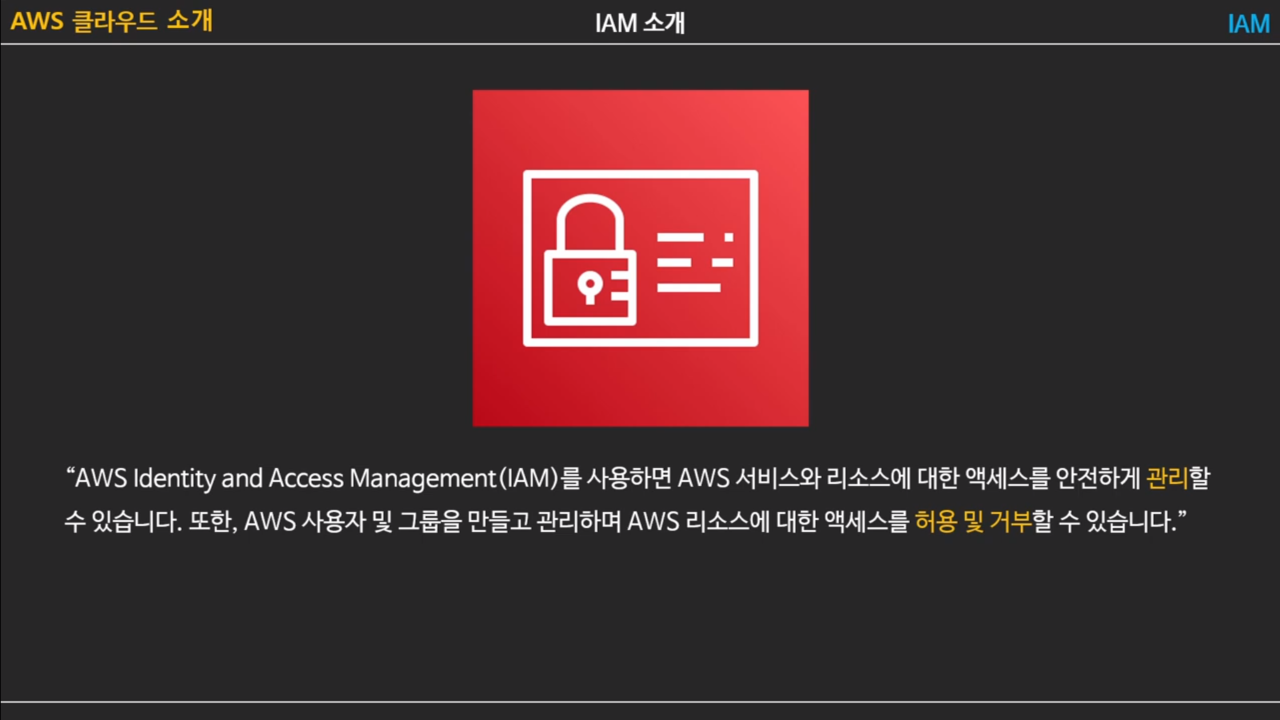 AWS 클라우드 소개
IAM 소개
IAM
“AWS Identity and Access Management(IAM)를 사용하면 AWS 서비스와 리소스에 대한 액세스를 안전하게 관리할
수 있습니다. 또한, AWS 사용자 및 그룹을 만들고 관리하며 AWS 리소스에 대한 액세스를 허용 및 거부할 수 있습니다.”